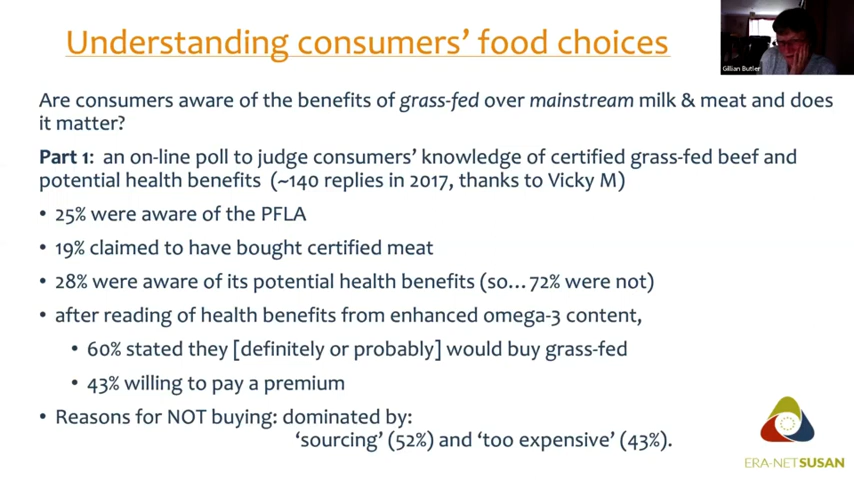 Understanding consumers' food choices
Gillian Butler
Are consumers aware of the benefits of grass-fed over mainstream milk & meat and does
it matter?
Part 1: an on-line poll to judge consumers' knowledge of certified grass-fed beef and
potential health benefits (~140 replies in 2017, thanks to Vicky M)
• 25% were aware of the PFLA
• 19% claimed to have bought certified meat
• 28% were aware of its potential health benefits (so... 72% were not)
• after reading of health benefits from enhanced omega-3 content,
• 60% stated they [definitely or probably] would buy grass-fed
• 43% willing to pay a premium
• Reasons for NOT buying: dominated by:
'sourcing' (52%) and 'too expensive' (43%).
ERA-NET SUSAN